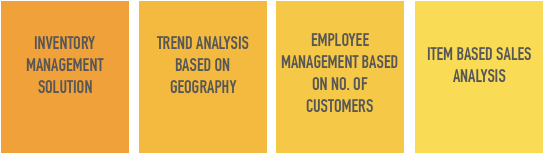 INVENTORY
MANAGEMENT
SOLUTION
TREND ANALYSIS
BASED ON
GEOGRAPHY
EMPLOYEE
MANAGEMENT BASED
ON NO. OF
CUSTOMERS
ITEM BASED SALES
ANALYSIS